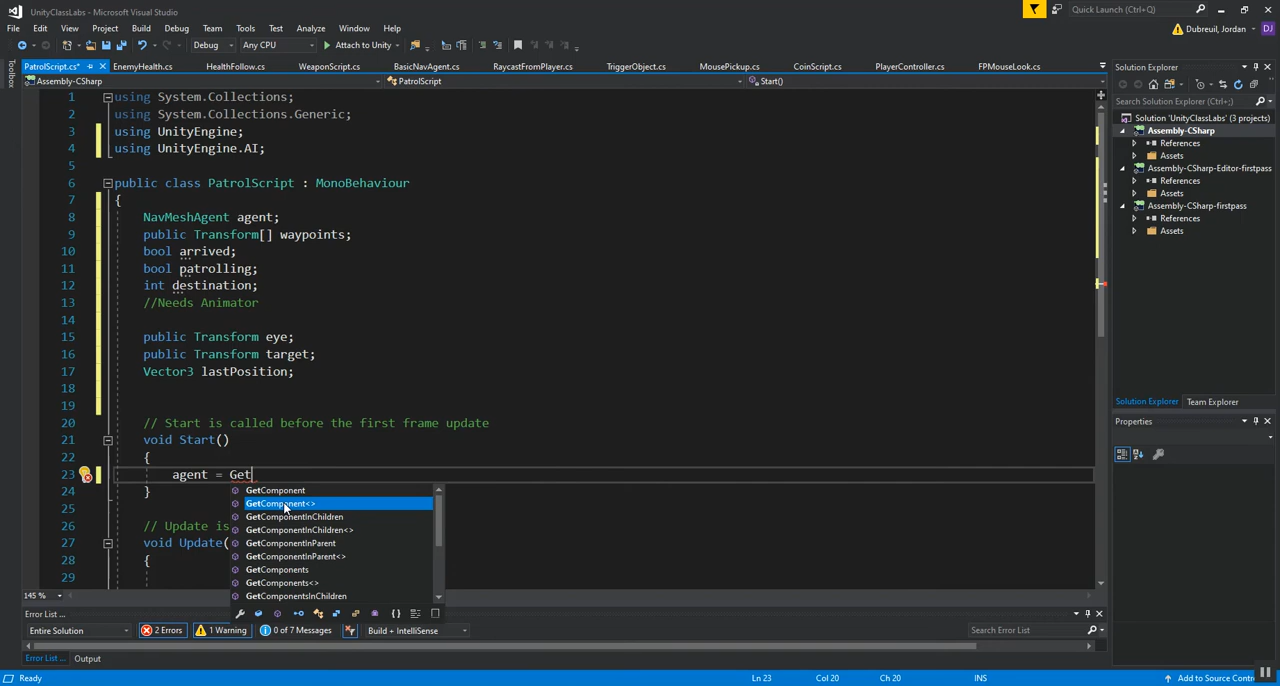 UnityClassLabs - Microsoft Visual Studio
Quick Launch (Ctrl+Q)
File Edit View Project Build Debug Team Tools Test Analyze Window Help
Dubreuil, Jordan DJ
Debug Any CPU Attach to Unity
Toolbox
PatrolScript.cs* EnemyHealth.cs HealthFollow.cs WeaponScript.cs BasicNavAgent.cs RaycastFromPlayer.cs TriggerObject.cs MousePickup.cs CoinScript.cs PlayerController.cs FPMouseLook.cs
Assembly-CSharp PatrolScript Start()
1 using System.Collections;
2 using System.Collections.Generic;
3 using UnityEngine;
4 using UnityEngine.AI;
5
6 public class PatrolScript : MonoBehaviour
7 {
8 NavMeshAgent agent;
9 public Transform[] waypoints;
10 bool arrived;
11 bool patrolling;
12 int destination;
13 //Needs Animator
14
15 public Transform eye;
16 public Transform target;
17 Vector3 lastPosition;
18
19
20 // Start is called before the first frame update
21 void Start()
22 {
23 agent = Get
24 }
25
26 // Update is
27 void Update(
28 {
29
GetComponent
GetComponent<>
GetComponentInChildren
GetComponentInChildren<>
GetComponentInParent
GetComponentInParent<>
GetComponents
GetComponents<>
GetComponentsInChildren
145 %
Solution Explorer
Search Solution Explorer (Ctrl+;)
Solution 'UnityClassLabs' (3 projects)
Assembly-CSharp
References
Assets
Assembly-CSharp-Editor-firstpass
References
Assets
Assembly-CSharp-firstpass
References
Assets
Solution Explorer Team Explorer
Properties
Error List ...
Entire Solution 2 Errors 1 Warning 0 of 7 Messages Build + IntelliSense Search Error List
Error List ... Output
Ready Ln 23 Col 20 Ch 20 INS Add to Source Contr